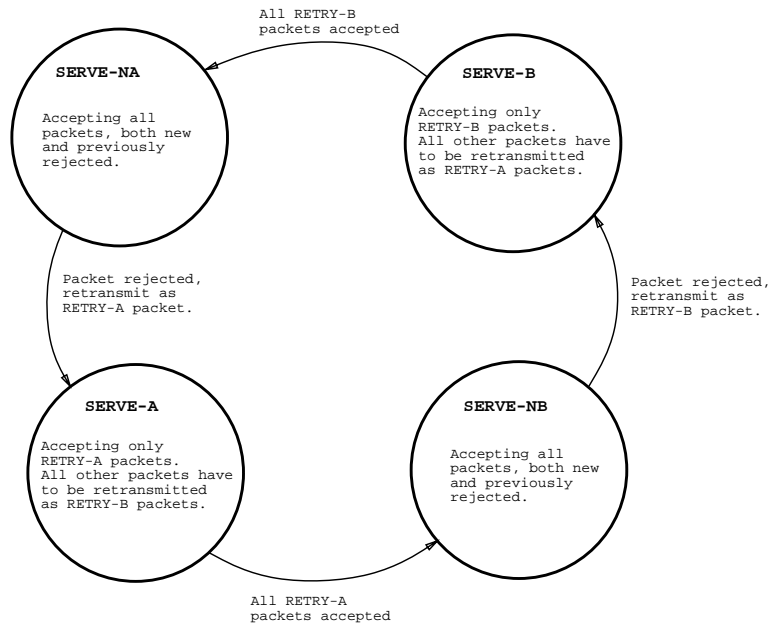 All RETRY-B
packets accepted
SERVE-NA
Accepting all
packets, both new
and previously
rejected.
SERVE-B
Accepting only
RETRY-B packets.
All other packets have
to be retransmitted
as RETRY-A packets.
Packet rejected,
retransmit as
RETRY-A packet.
Packet rejected,
retransmit as
RETRY-B packet.
SERVE-A
Accepting only
RETRY-A packets.
All other packets have
to be retransmitted
as RETRY-B packets.
SERVE-NB
Accepting all
packets, both new
and previously
rejected.
All RETRY-A
packets accepted